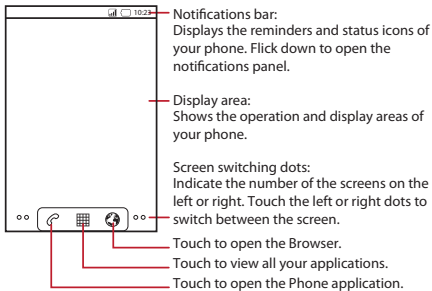 10:23
Notifications bar:
Displays the reminders and status icons of
your phone. Flick down to open the
notifications panel.
Display area:
Shows the operation and display areas of
your phone.
Screen switching dots:
Indicate the number of the screens on the
left or right. Touch the left or right dots to
switch between the screen.
Touch to open the Browser.
Touch to view all your applications.
Touch to open the Phone application.